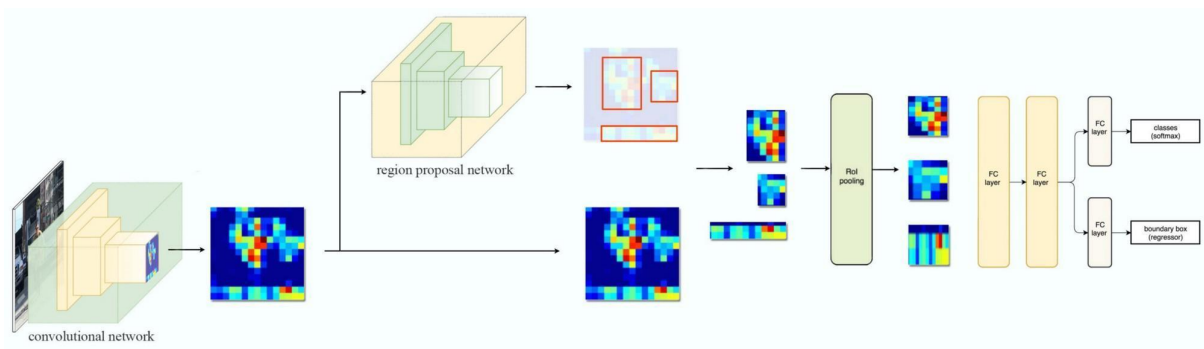 region proposal network
convolutional network
RoI
pooling
FC
layer
FC
layer
FC
layer
classes
(softmax)
FC
layer
boundary box
(regressor)